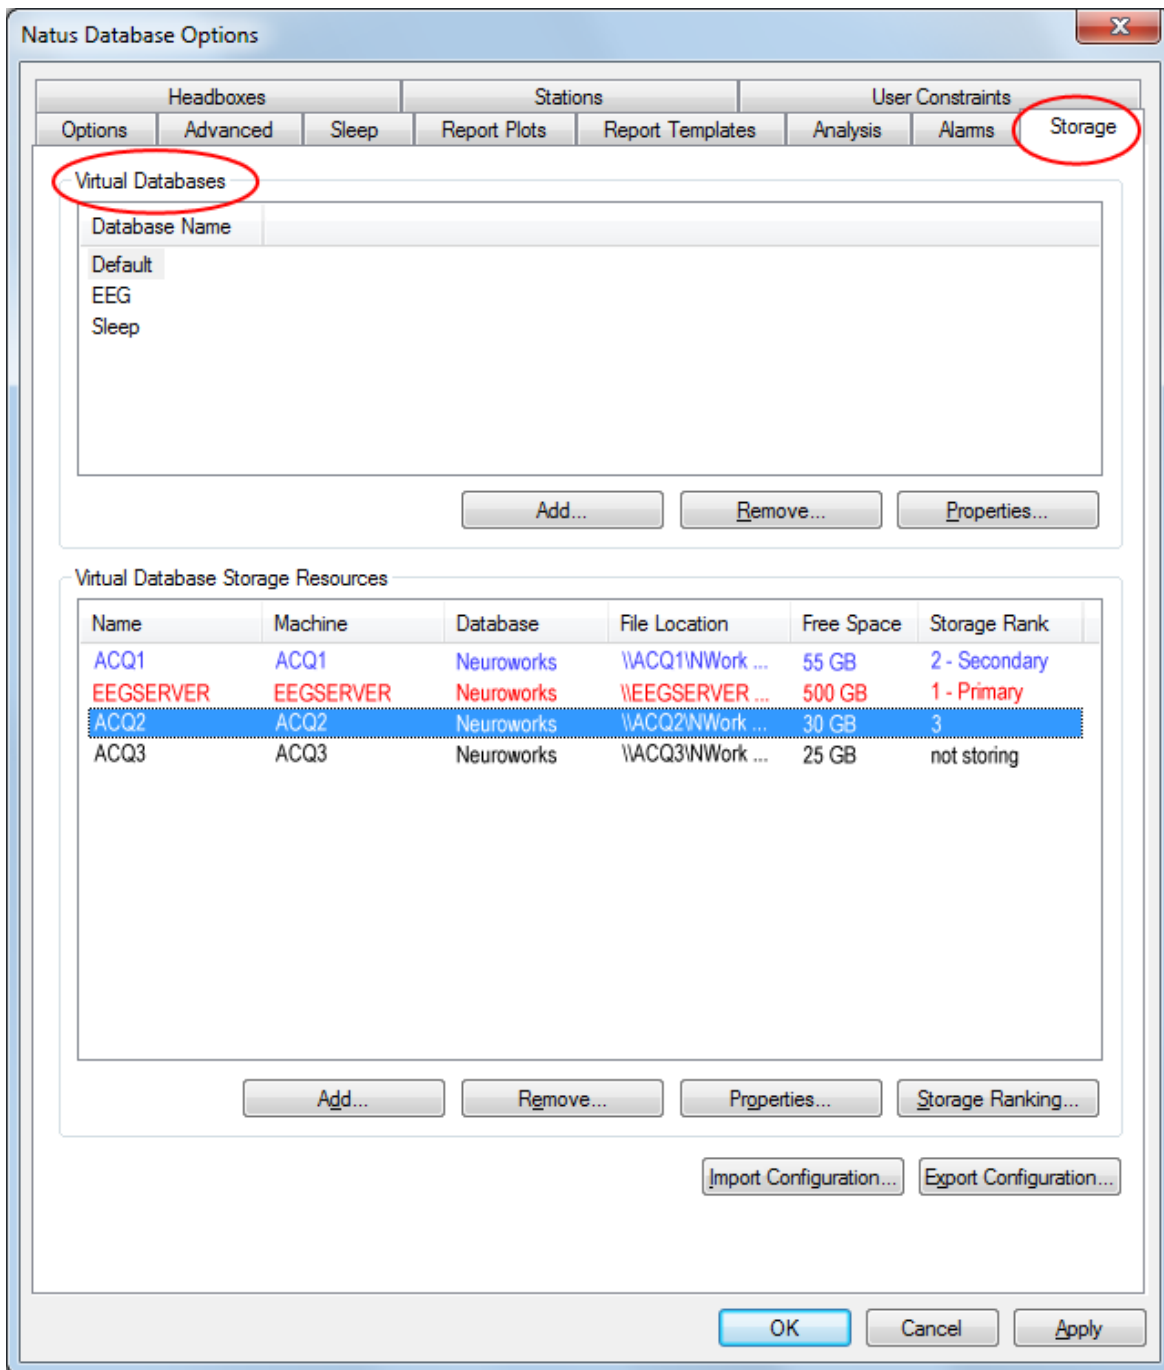 Natus Database Options
Headboxes Stations User Constraints
Options Advanced Sleep Report Plots Report Templates Analysis Alarms Storage
Virtual Databases
Database Name
Default
EEG
Sleep
Add... Remove... Properties...
Virtual Database Storage Resources
Name Machine Database File Location Free Space Storage Rank
ACQ1 ACQ1 Neuroworks \\ACQ1\NWork ... 55 GB 2 - Secondary
EEGSERVER EEGSERVER Neuroworks \\EEGSERVER ... 500 GB 1 - Primary
ACQ2 ACQ2 Neuroworks \\ACQ2\NWork ... 30 GB 3
ACQ3 ACQ3 Neuroworks \\ACQ3\NWork ... 25 GB not storing
Add... Remove... Properties... Storage Ranking...
Import Configuration... Export Configuration...
OK Cancel Apply